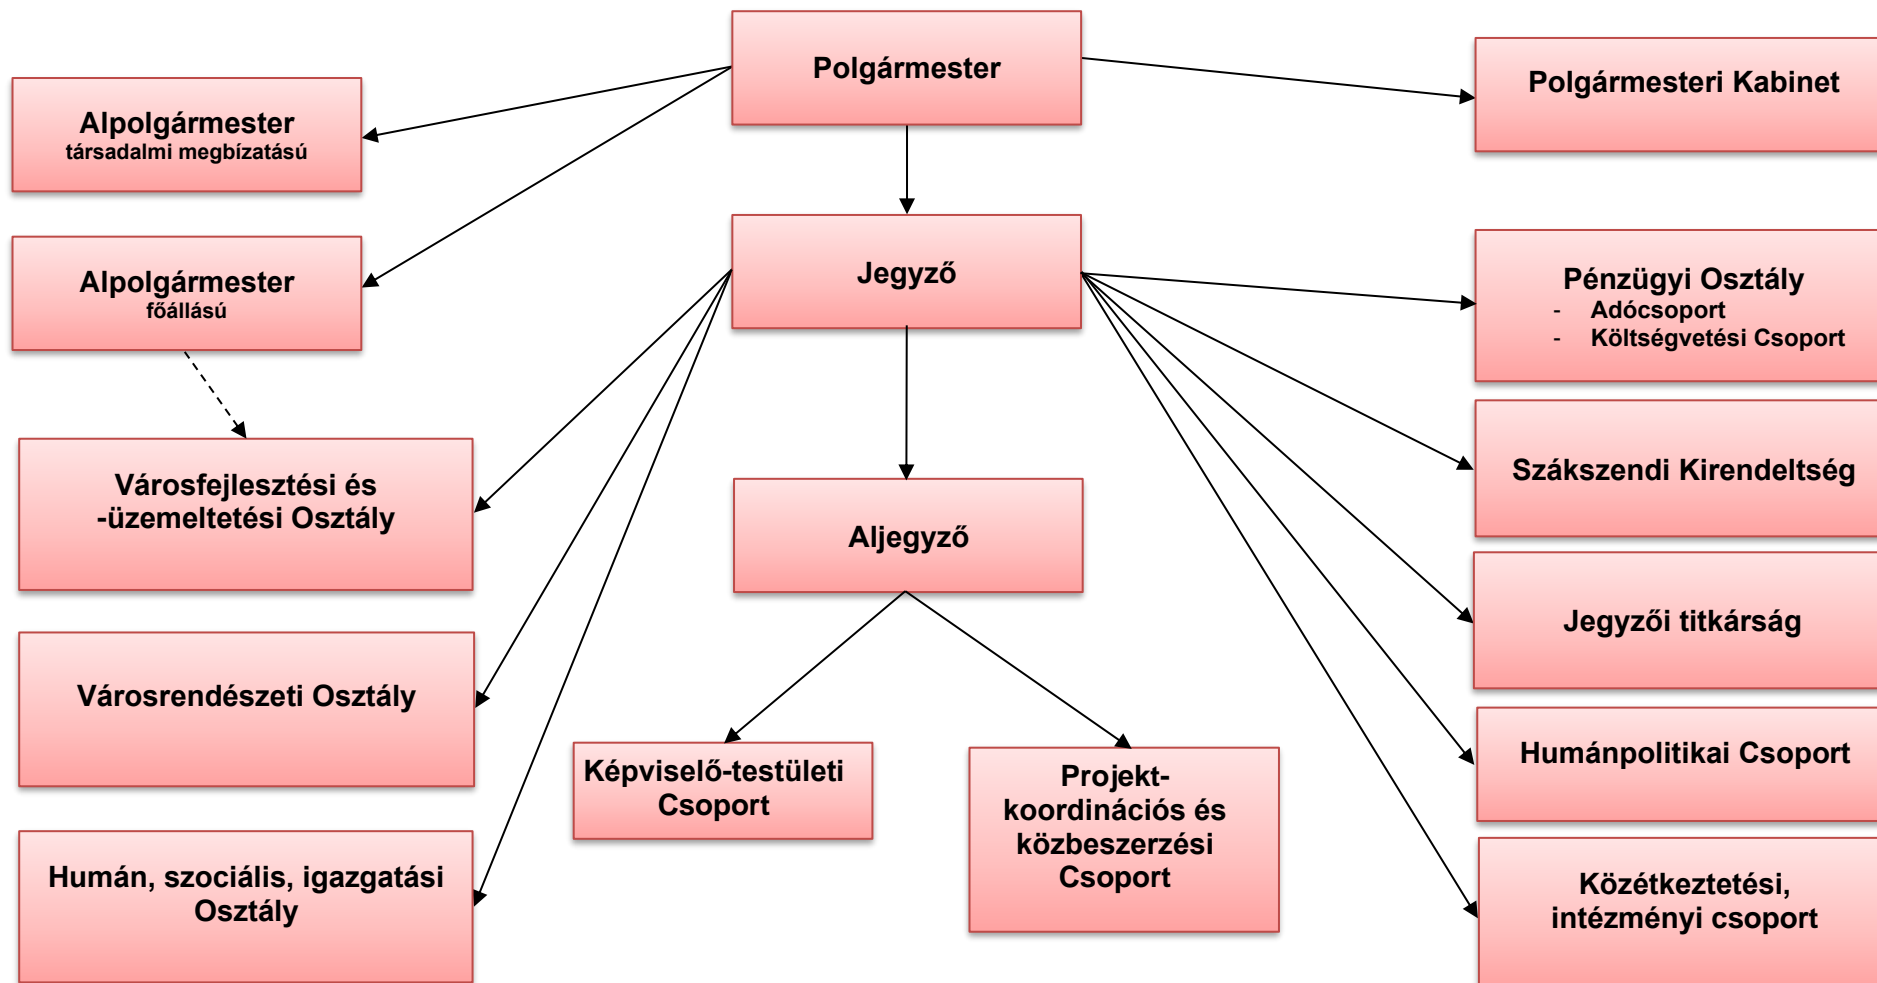 Polgármester
Polgármesteri Kabinet
Alpolgármester
társadalmi megbízatású
Jegyző
Alpolgármester
főállású
Pénzügyi Osztály
- Adócsoport
- Költségvetési Csoport
Városfejlesztési és
-üzemeltetési Osztály
Szákszendi Kirendeltség
Aljegyző
Jegyzői titkárság
Városrendészeti Osztály
Képviselő-testületi
Csoport
Projekt-
koordinációs és
közbeszerzési
Csoport
Humánpolitikai Csoport
Humán, szociális, igazgatási
Osztály
Közétkeztetési,
intézményi csoport